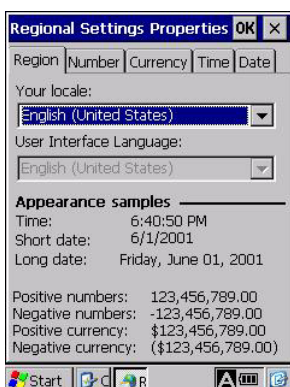 Regional Settings Properties OK ×
Region Number Currency Time Date
Your locale:
English (United States)
User Interface Language:
English (United States)
Appearance samples
Time: 6:40:50 PM
Short date: 6/1/2001
Long date: Friday, June 01, 2001
Positive numbers: 123,456,789.00
Negative numbers: -123,456,789.00
Positive currency: $123,456,789.00
Negative currency: ($123,456,789.00)
Start C R A